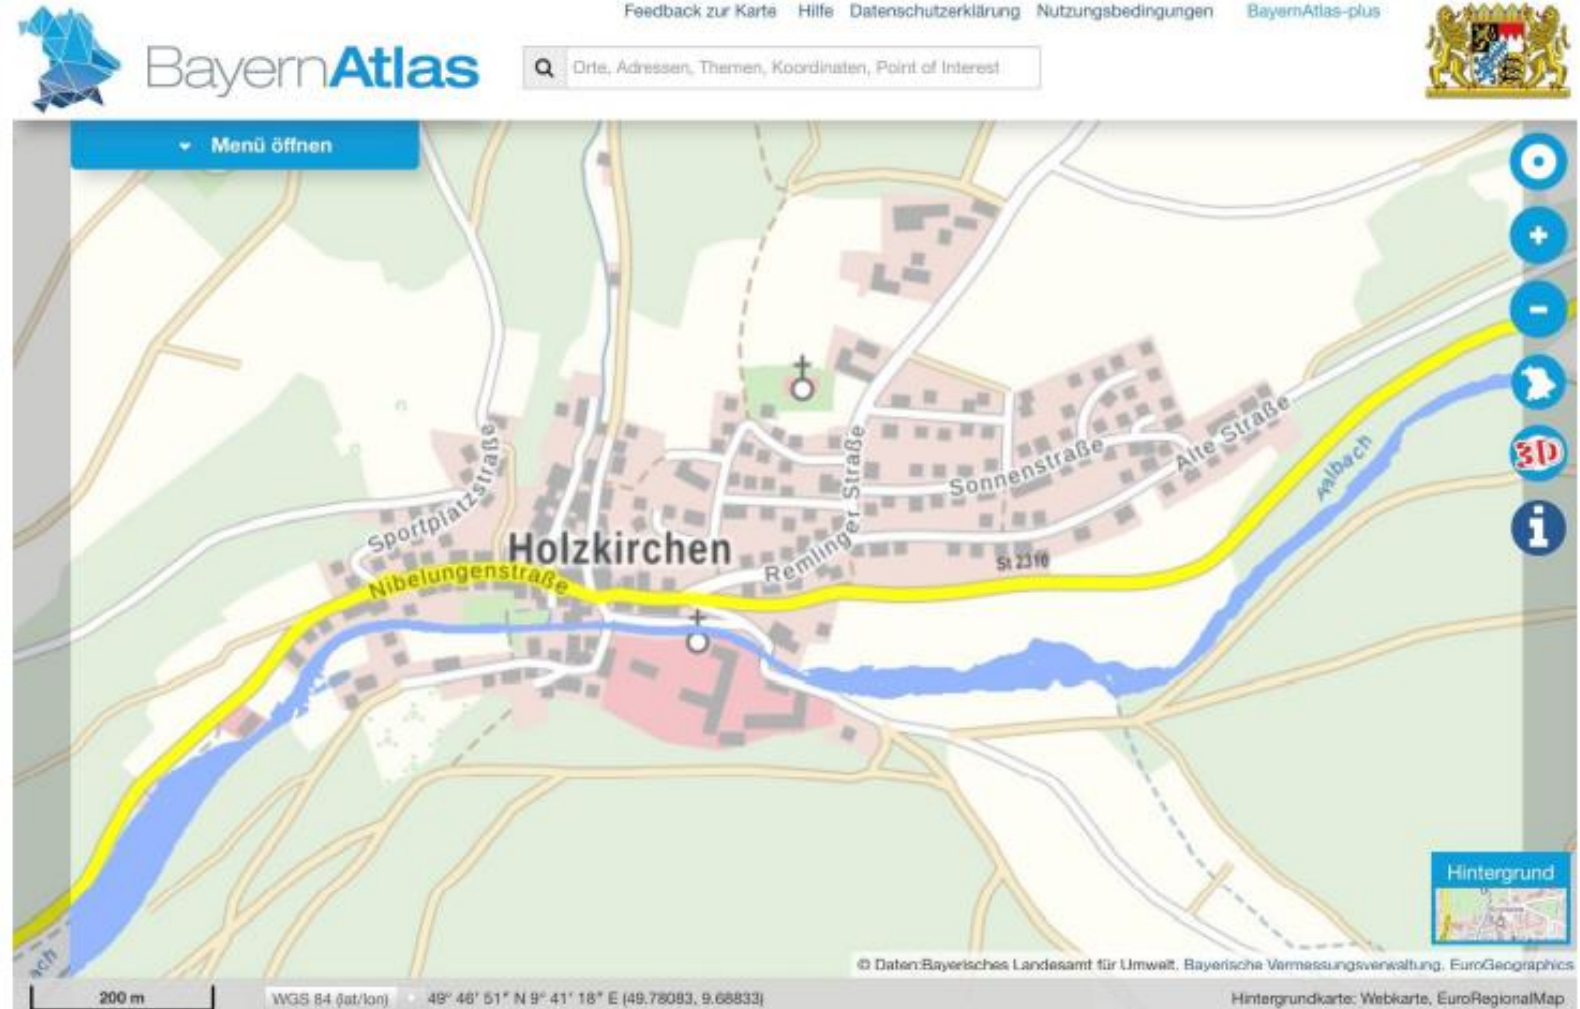 Feedback zur Karte Hilfe Datenschutzerklärung Nutzungsbedingungen BayernAtlas-plus
BayernAtlas
Orte, Adressen, Themen, Koordinaten, Point of Interest
Menü öffnen
3D
Sportplatzstraße
Nibelungenstraße
Holzkirchen
Remlinger Straße
Sonnenstraße
Alte Straße
Aalbach
St 2310
ach
Hintergrund
© Daten:Bayerisches Landesamt für Umwelt, Bayerische Vermessungsverwaltung, EuroGeographics
200 m
WGS 84 (lat/lon) 49° 46' 51" N 9° 41' 18" E (49.78083, 9.68833)
Hintergrundkarte: Webkarte, EuroRegionalMap